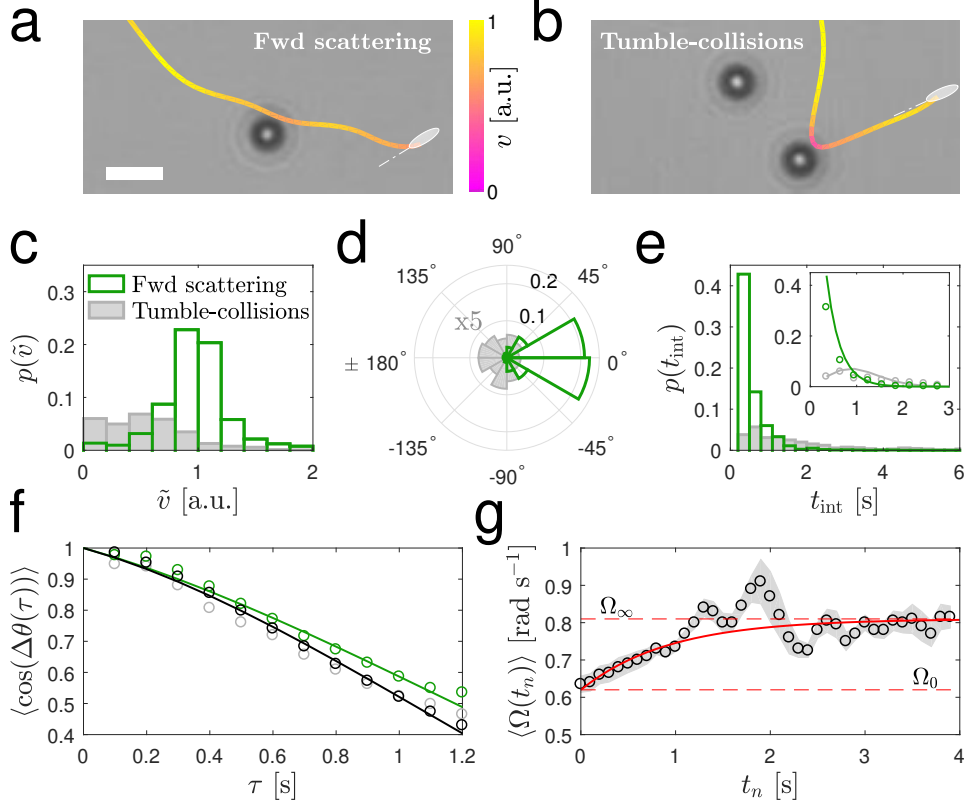 a
Fwd scattering
1
v [a.u.]
0
b
Tumble-collisions
c
0.3
0.2
0.1
0
p(ṽ)
Fwd scattering
Tumble-collisions
0
1
2
ṽ [a.u.]
d
90°
135°
45°
0.2
0.1
x5
± 180°
0°
-135°
-45°
-90°
e
0.4
0.3
0.2
0.1
0
p(t_int)
0.4
0.2
0
0
1
2
3
0
2
4
6
t_int [s]
f
1
0.9
0.8
0.7
0.6
0.5
0.4
⟨cos(Δθ(τ))⟩
0
0.2
0.4
0.6
0.8
1.0
1.2
τ [s]
g
1
0.9
0.8
0.7
0.6
0.5
⟨Ω(t_n)⟩ [rad s⁻¹]
Ω_∞
Ω_0
0
1
2
3
4
t_n [s]